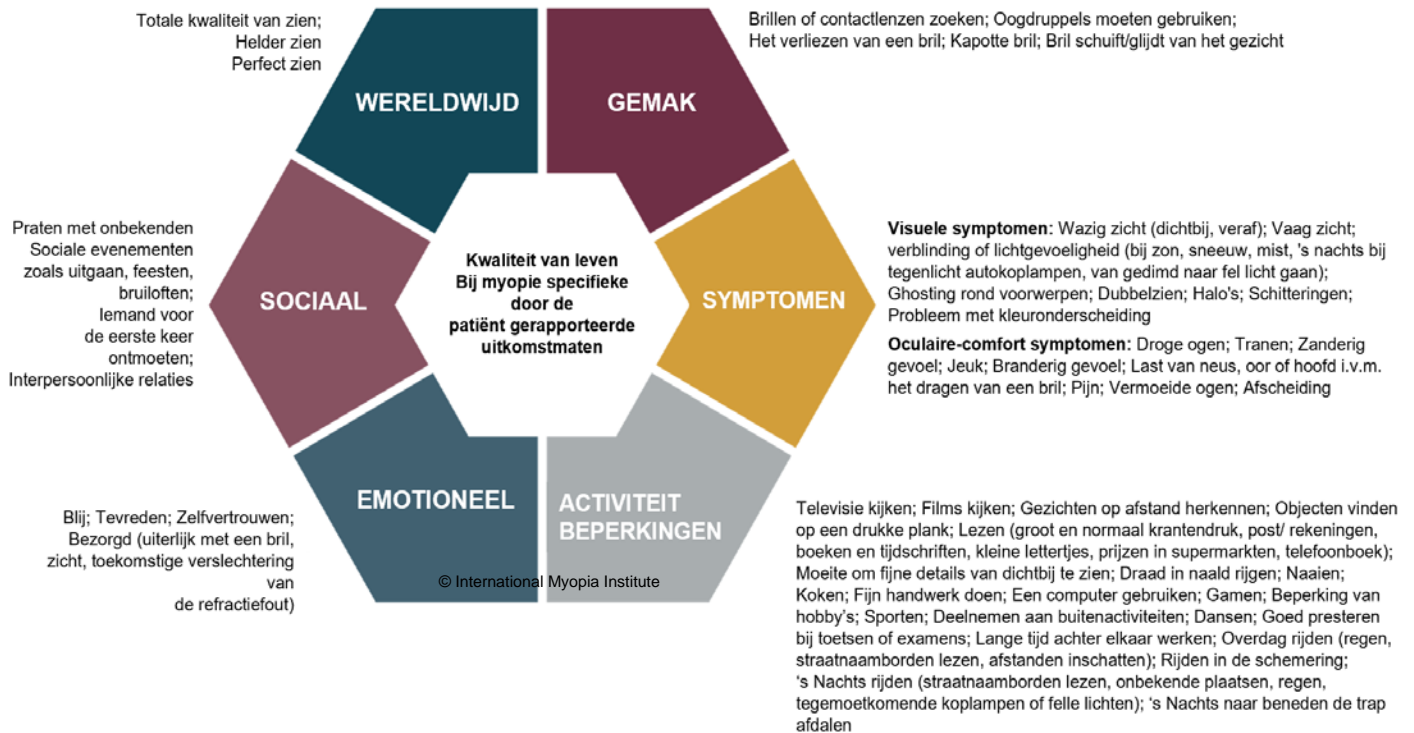 Totale kwaliteit van zien;
Helder zien
Perfect zien
WERELDWIJD
GEMAK
Brillen of contactlenzen zoeken; Oogdruppels moeten gebruiken;
Het verliezen van een bril; Kapotte bril; Bril schuift/glijdt van het gezicht
Praten met onbekenden
Sociale evenementen
zoals uitgaan, feesten,
bruiloften;
Iemand voor
de eerste keer
ontmoeten;
Interpersoonlijke relaties
SOCIAAL
Kwaliteit van leven
Bij myopie specifieke
door de
patiënt gerapporteerde
uitkomstmaten
SYMPTOMEN
Visuele symptomen: Wazig zicht (dichtbij, veraf); Vaag zicht;
verblinding of lichtgevoeligheid (bij zon, sneeuw, mist, 's nachts bij
tegenlicht autokoplampen, van gedimd naar fel licht gaan);
Ghosting rond voorwerpen; Dubbelzien; Halo's; Schitteringen;
Probleem met kleuronderscheiding
Oculaire-comfort symptomen: Droge ogen; Tranen; Zanderig
gevoel; Jeuk; Branderig gevoel; Last van neus, oor of hoofd i.v.m.
het dragen van een bril; Pijn; Vermoeide ogen; Afscheiding
Blij; Tevreden; Zelfvertrouwen;
Bezorgd (uiterlijk met een bril,
zicht, toekomstige verslechtering
van
de refractiefout)
EMOTIONEEL
ACTIVITEIT
BEPERKINGEN
© International Myopia Institute
Televisie kijken; Films kijken; Gezichten op afstand herkennen; Objecten vinden
op een drukke plank; Lezen (groot en normaal krantendruk, post/ rekeningen,
boeken en tijdschriften, kleine lettertjes, prijzen in supermarkten, telefoonboek);
Moeite om fijne details van dichtbij te zien; Draad in naald rijgen; Naaien;
Koken; Fijn handwerk doen; Een computer gebruiken; Gamen; Beperking van
hobby's; Sporten; Deelnemen aan buitenactiviteiten; Dansen; Goed presteren
bij toetsen of examens; Lange tijd achter elkaar werken; Overdag rijden (regen,
straatnaamborden lezen, afstanden inschatten); Rijden in de schemering;
‘s Nachts rijden (straatnaamborden lezen, onbekende plaatsen, regen,
tegemoetkomende koplampen of felle lichten); ‘s Nachts naar beneden de trap
afdalen